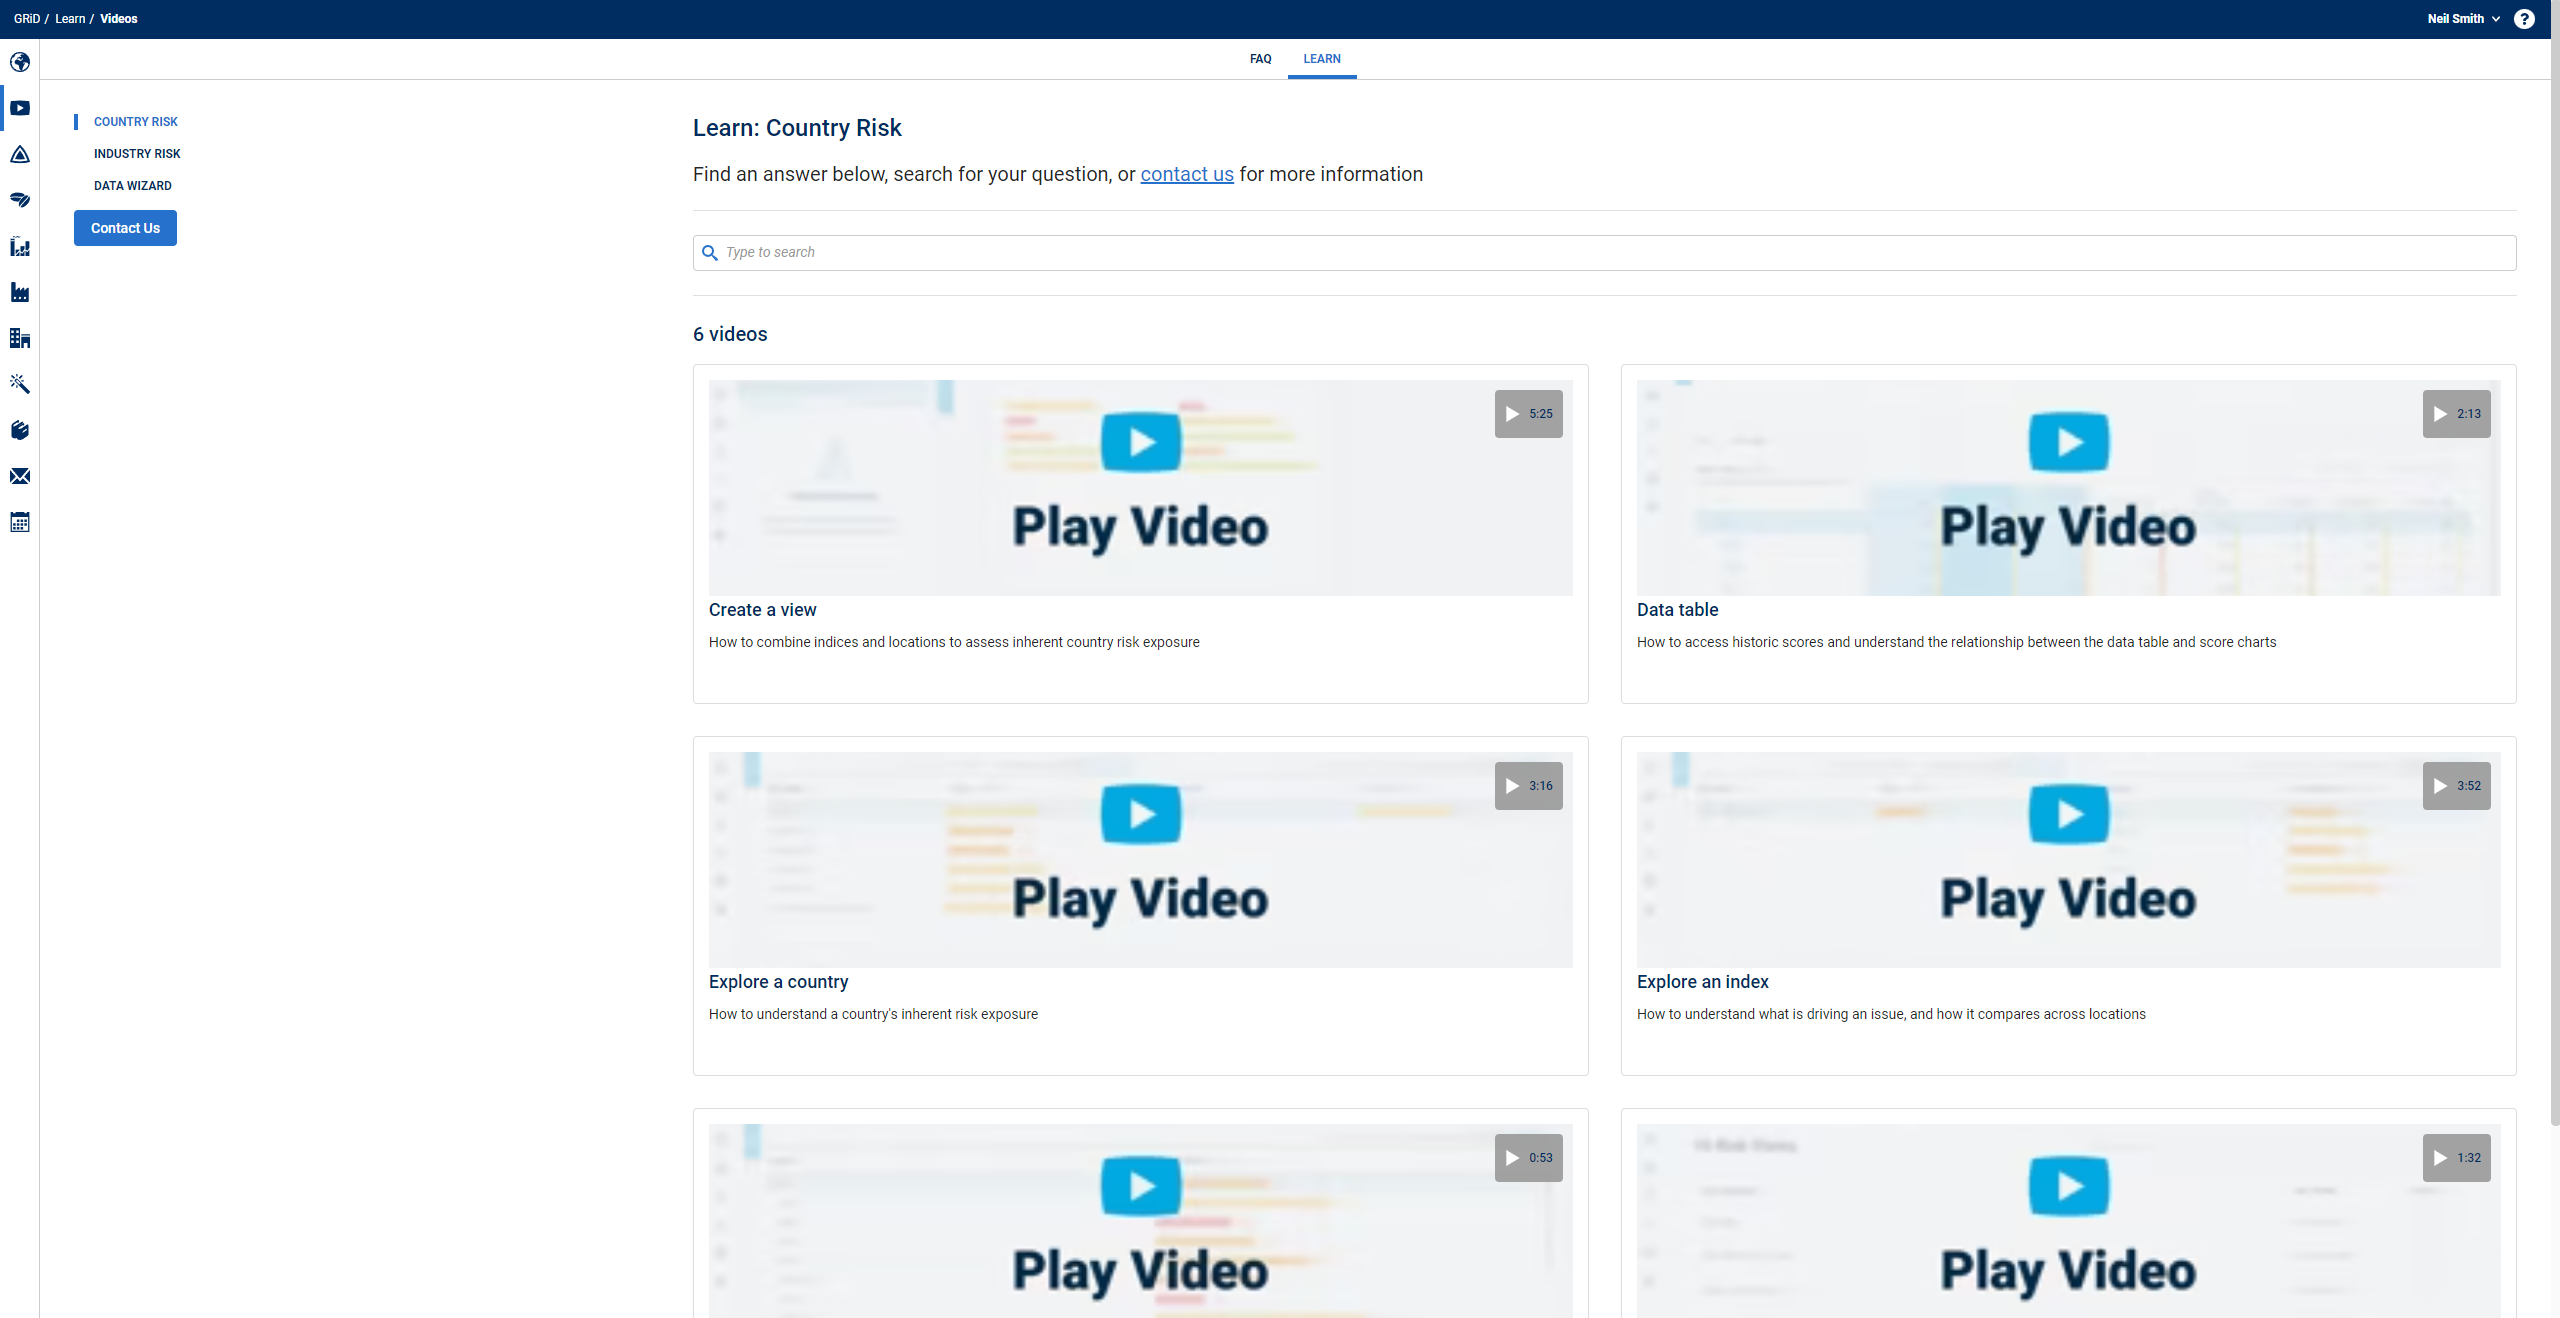 GRiD / Learn / Videos
Neil Smith
?
FAQ
LEARN
COUNTRY RISK
INDUSTRY RISK
DATA WIZARD
Contact Us
Learn: Country Risk
Find an answer below, search for your question, or contact us for more information
Type to search
6 videos
5:25
Play Video
Create a view
How to combine indices and locations to assess inherent country risk exposure
2:13
Play Video
Data table
How to access historic scores and understand the relationship between the data table and score charts
3:16
Play Video
Explore a country
How to understand a country's inherent risk exposure
3:52
Play Video
Explore an index
How to understand what is driving an issue, and how it compares across locations
0:53
Play Video
1:32
Play Video